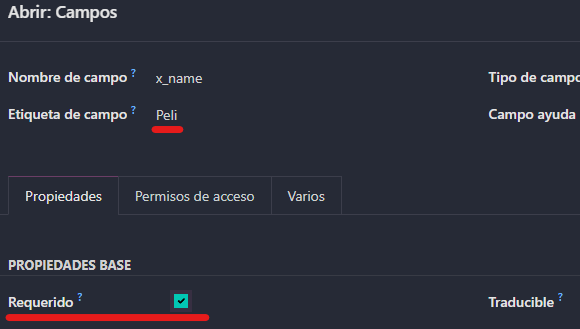 Abrir: Campos
Nombre de campo ? x_name Tipo de campo
Etiqueta de campo ? Peli Campo ayuda
Propiedades Permisos de acceso Varios
PROPIEDADES BASE
Requerido ? Traducible ?